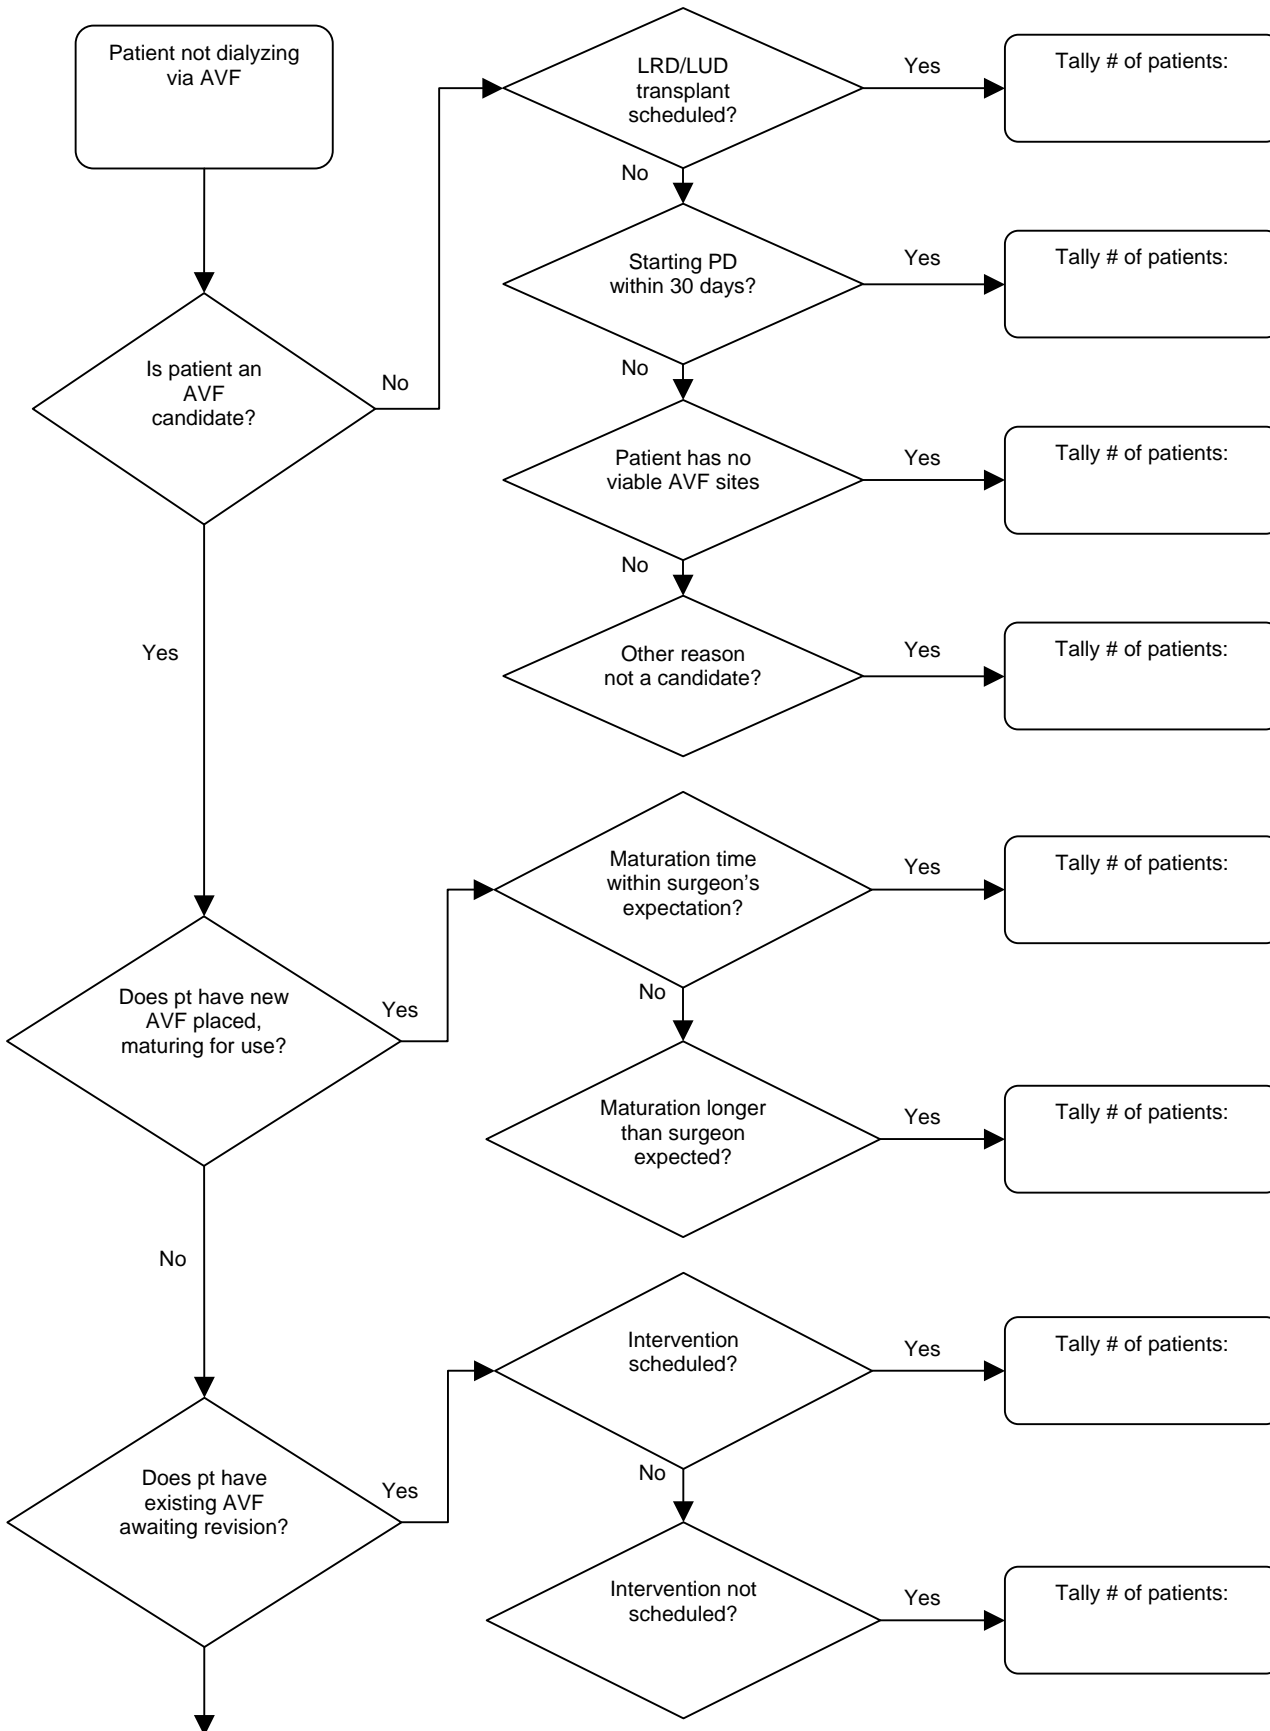 Patient not dialyzing
via AVF
LRD/LUD
transplant
scheduled?
Yes
Tally # of patients:
No
Starting PD
within 30 days?
Yes
Tally # of patients:
No
Is patient an
AVF
candidate?
No
Patient has no
viable AVF sites
Yes
Tally # of patients:
No
Other reason
not a candidate?
Yes
Tally # of patients:
Yes
Maturation time
within surgeon’s
expectation?
Yes
Tally # of patients:
No
Does pt have new
AVF placed,
maturing for use?
Yes
Maturation longer
than surgeon
expected?
Yes
Tally # of patients:
No
Intervention
scheduled?
Yes
Tally # of patients:
No
Does pt have
existing AVF
awaiting revision?
Yes
Intervention not
scheduled?
Yes
Tally # of patients: